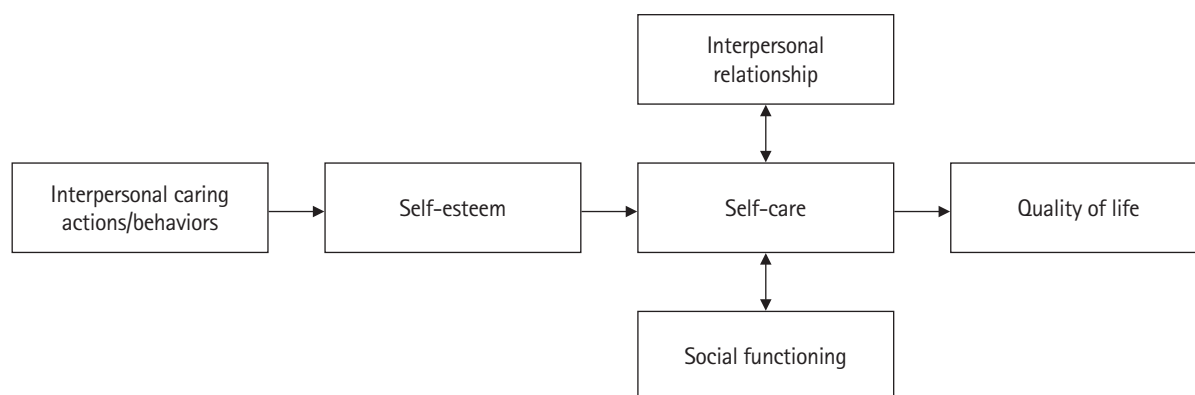 Interpersonal
relationship
Interpersonal caring
actions/behaviors
Self-esteem
Self-care
Quality of life
Social functioning